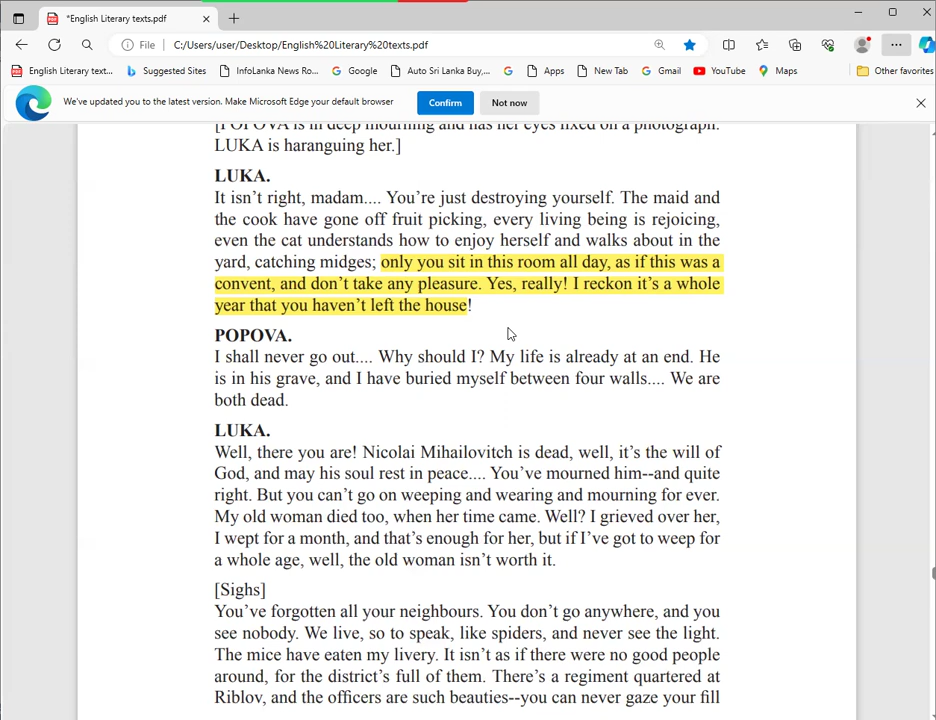 *English Literary texts.pdf
File
C:/Users/user/Desktop/English%20Literary%20texts.pdf
English Literary text...
Suggested Sites
InfoLanka News Ro...
Google
Auto Sri Lanka Buy,...
Apps
New Tab
Gmail
YouTube
Maps
Other favorites
We've updated you to the latest version. Make Microsoft Edge your default browser
Confirm
Not now
[POPOVA is in deep mourning and has her eyes fixed on a photograph.
LUKA is haranguing her.]
LUKA.
It isn't right, madam.... You're just destroying yourself. The maid and
the cook have gone off fruit picking, every living being is rejoicing,
even the cat understands how to enjoy herself and walks about in the
yard, catching midges; only you sit in this room all day, as if this was a
convent, and don't take any pleasure. Yes, really! I reckon it's a whole
year that you haven't left the house!
POPOVA.
I shall never go out.... Why should I? My life is already at an end. He
is in his grave, and I have buried myself between four walls.... We are
both dead.
LUKA.
Well, there you are! Nicolai Mihailovitch is dead, well, it's the will of
God, and may his soul rest in peace.... You've mourned him--and quite
right. But you can't go on weeping and wearing and mourning for ever.
My old woman died too, when her time came. Well? I grieved over her,
I wept for a month, and that's enough for her, but if I've got to weep for
a whole age, well, the old woman isn't worth it.
[Sighs]
You've forgotten all your neighbours. You don't go anywhere, and you
see nobody. We live, so to speak, like spiders, and never see the light.
The mice have eaten my livery. It isn't as if there were no good people
around, for the district's full of them. There's a regiment quartered at
Riblov, and the officers are such beauties--you can never gaze your fill